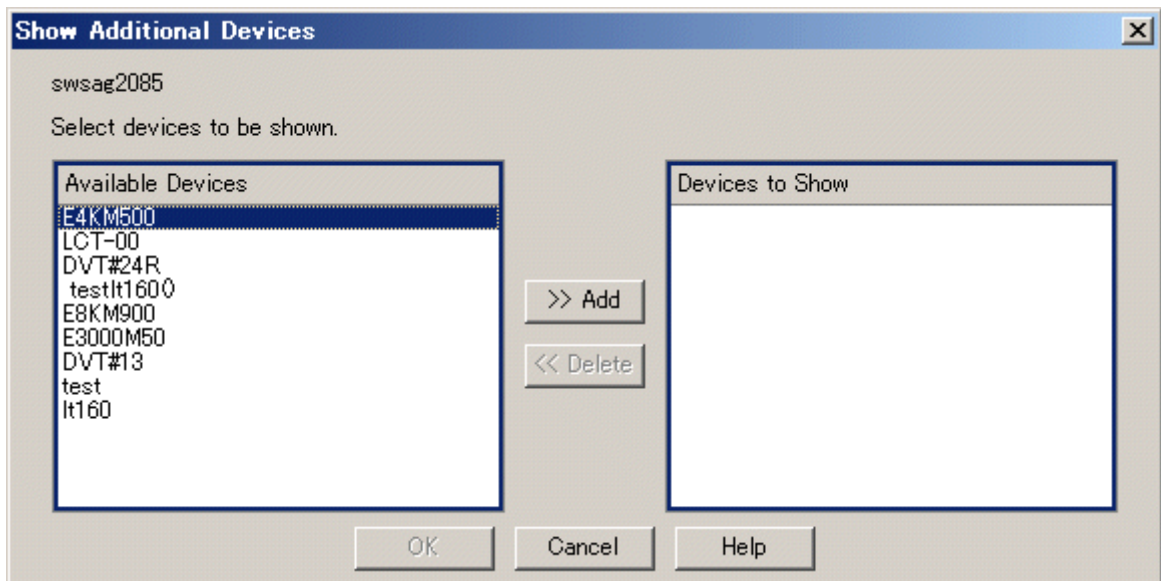 Show Additional Devices
swsag2085
Select devices to be shown.
Available Devices
E4KM500
LCT-00
DVT#24R
testlt1600
E8KM900
E3000M50
DVT#13
test
lt160
>> Add
<< Delete
Devices to Show
OK
Cancel
Help